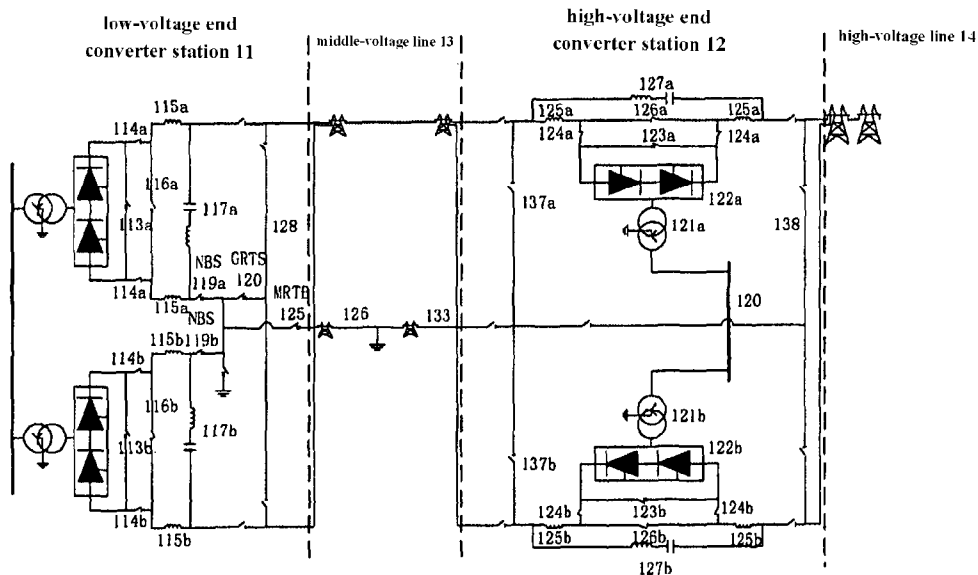 low-voltage end
converter station 11
middle-voltage line 13
high-voltage end
converter station 12
high-voltage line 14
127a
115a
125a
126a
125a
114a
124a
123a
124a
116a
117a
113a
128
137a
122a
138
121a
NBS
GRTS
119a
120
114a
115a
MRTB
120
NBS
125
126
133
115b
119b
114b
116b
117b
121b
113b
137b
122b
114b
124b
123b
124b
115b
125b
126b
125b
127b